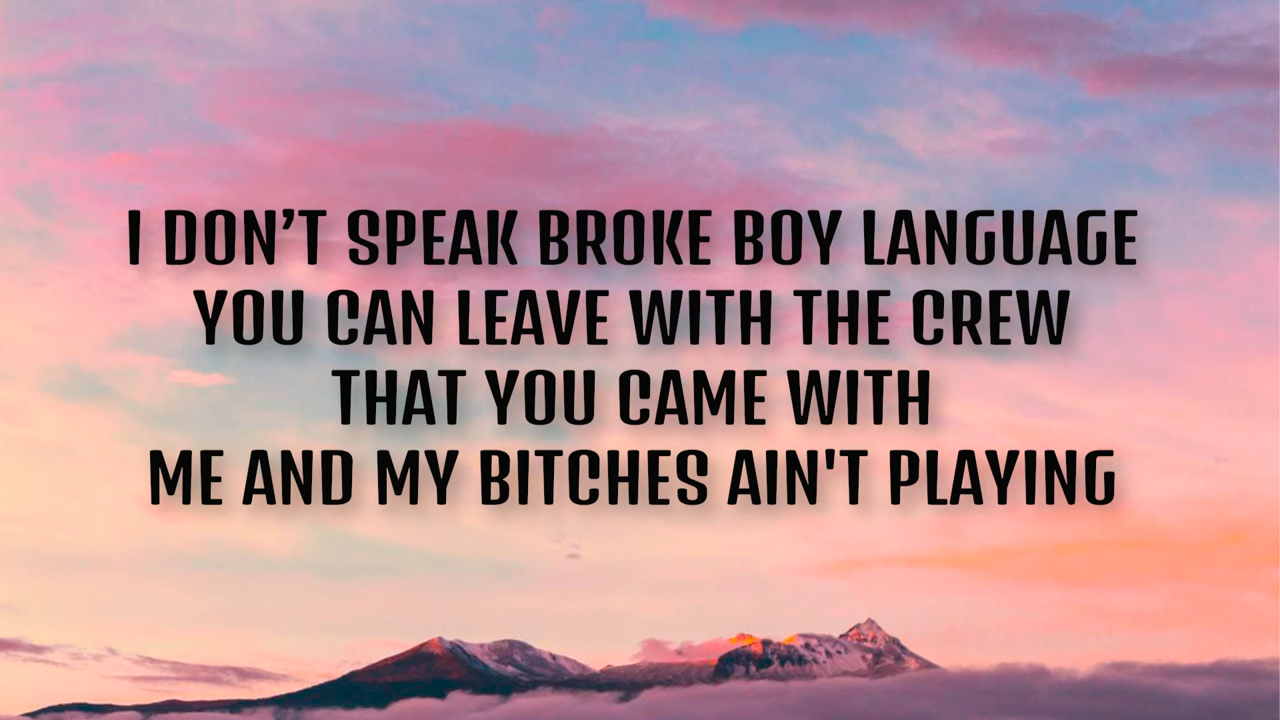 I DON’T SPEAK BROKE BOY LANGUAGE
YOU CAN LEAVE WITH THE CREW
THAT YOU CAME WITH
ME AND MY BITCHES AIN'T PLAYING